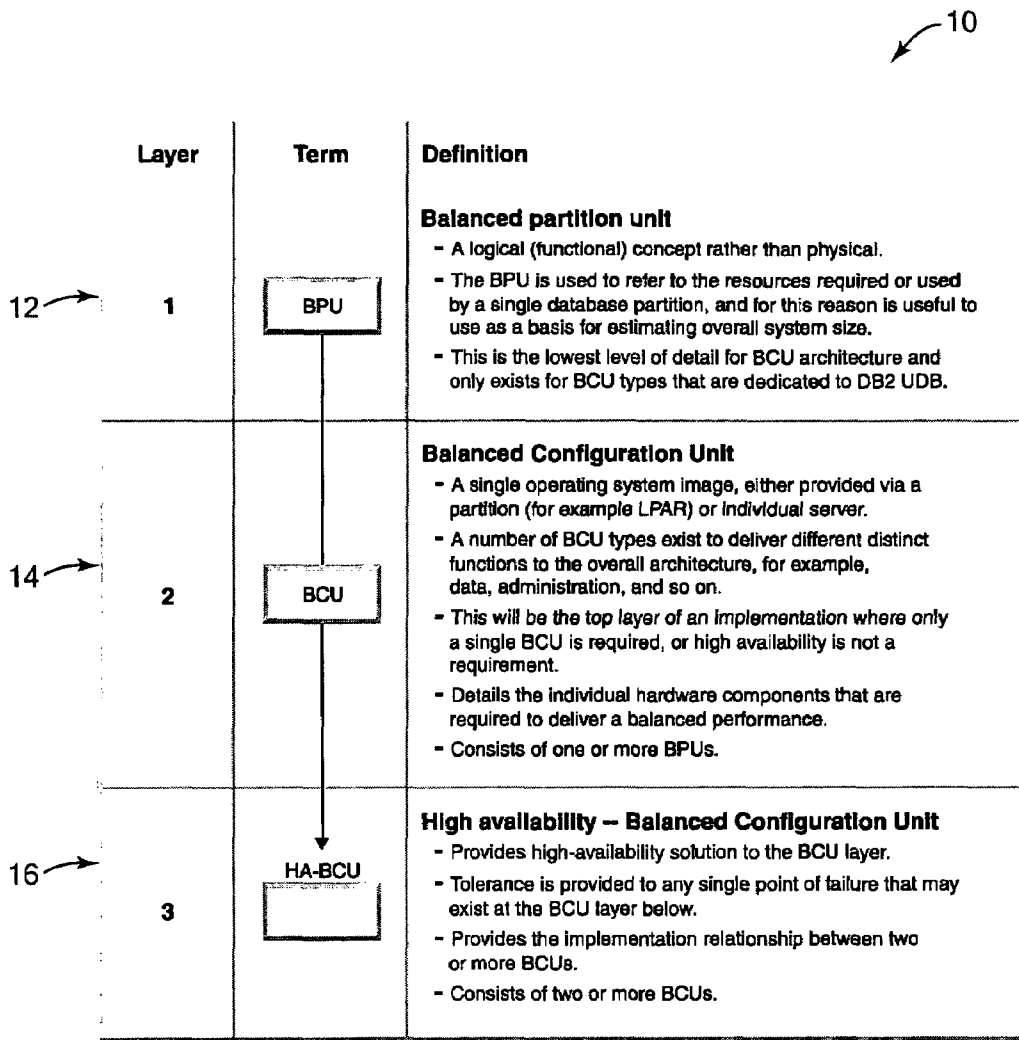 10
Layer Term Definition
Balanced partition unit
- A logical (functional) concept rather than physical.
- The BPU is used to refer to the resources required or used
by a single database partition, and for this reason is useful to
use as a basis for estimating overall system size.
- This is the lowest level of detail for BCU architecture and
only exists for BCU types that are dedicated to DB2 UDB.
12 1 BPU
Balanced Configuration Unit
- A single operating system image, either provided via a
partition (for example LPAR) or individual server.
- A number of BCU types exist to deliver different distinct
functions to the overall architecture, for example,
data, administration, and so on.
- This will be the top layer of an implementation where only
a single BCU is required, or high availability is not a
requirement.
- Details the individual hardware components that are
required to deliver a balanced performance.
- Consists of one or more BPUs.
14 2 BCU
High availability – Balanced Configuration Unit
- Provides high-availability solution to the BCU layer.
- Tolerance is provided to any single point of failure that may
exist at the BCU layer below.
- Provides the implementation relationship between two
or more BCUs.
- Consists of two or more BCUs.
16 3 HA-BCU